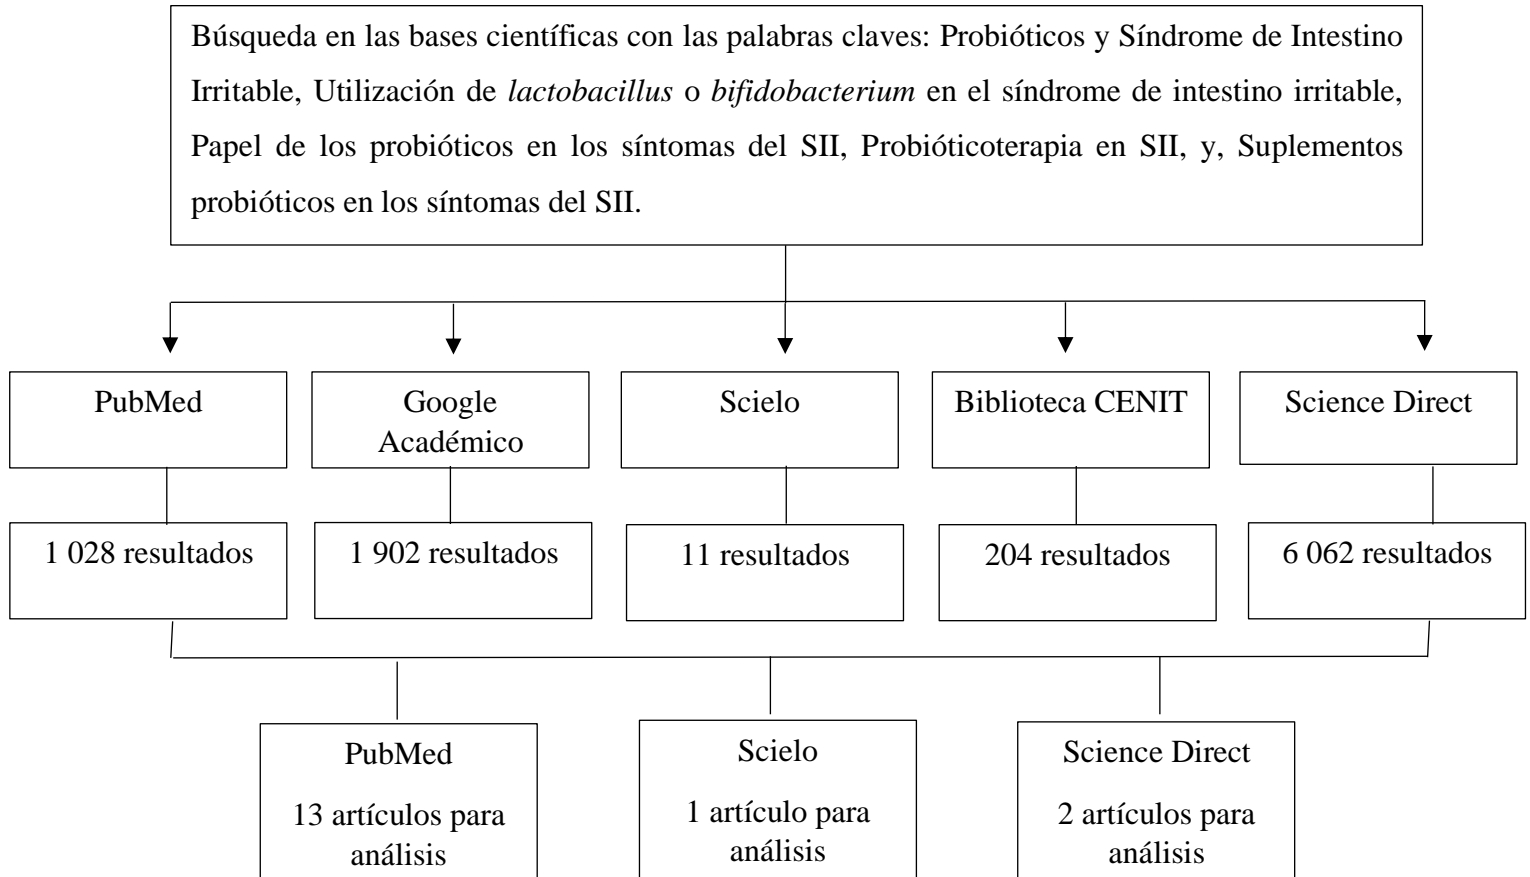 Búsqueda en las bases científicas con las palabras claves: Probióticos y Síndrome de Intestino
Irritable, Utilización de lactobacillus o bifidobacterium en el síndrome de intestino irritable,
Papel de los probióticos en los síntomas del SII, Probióticoterapia en SII, y, Suplementos
probióticos en los síntomas del SII.
PubMed
Google
Académico
Scielo
Biblioteca CENIT
Science Direct
1 028 resultados
1 902 resultados
11 resultados
204 resultados
6 062 resultados
PubMed
13 artículos para
análisis
Scielo
1 artículo para
análisis
Science Direct
2 artículos para
análisis